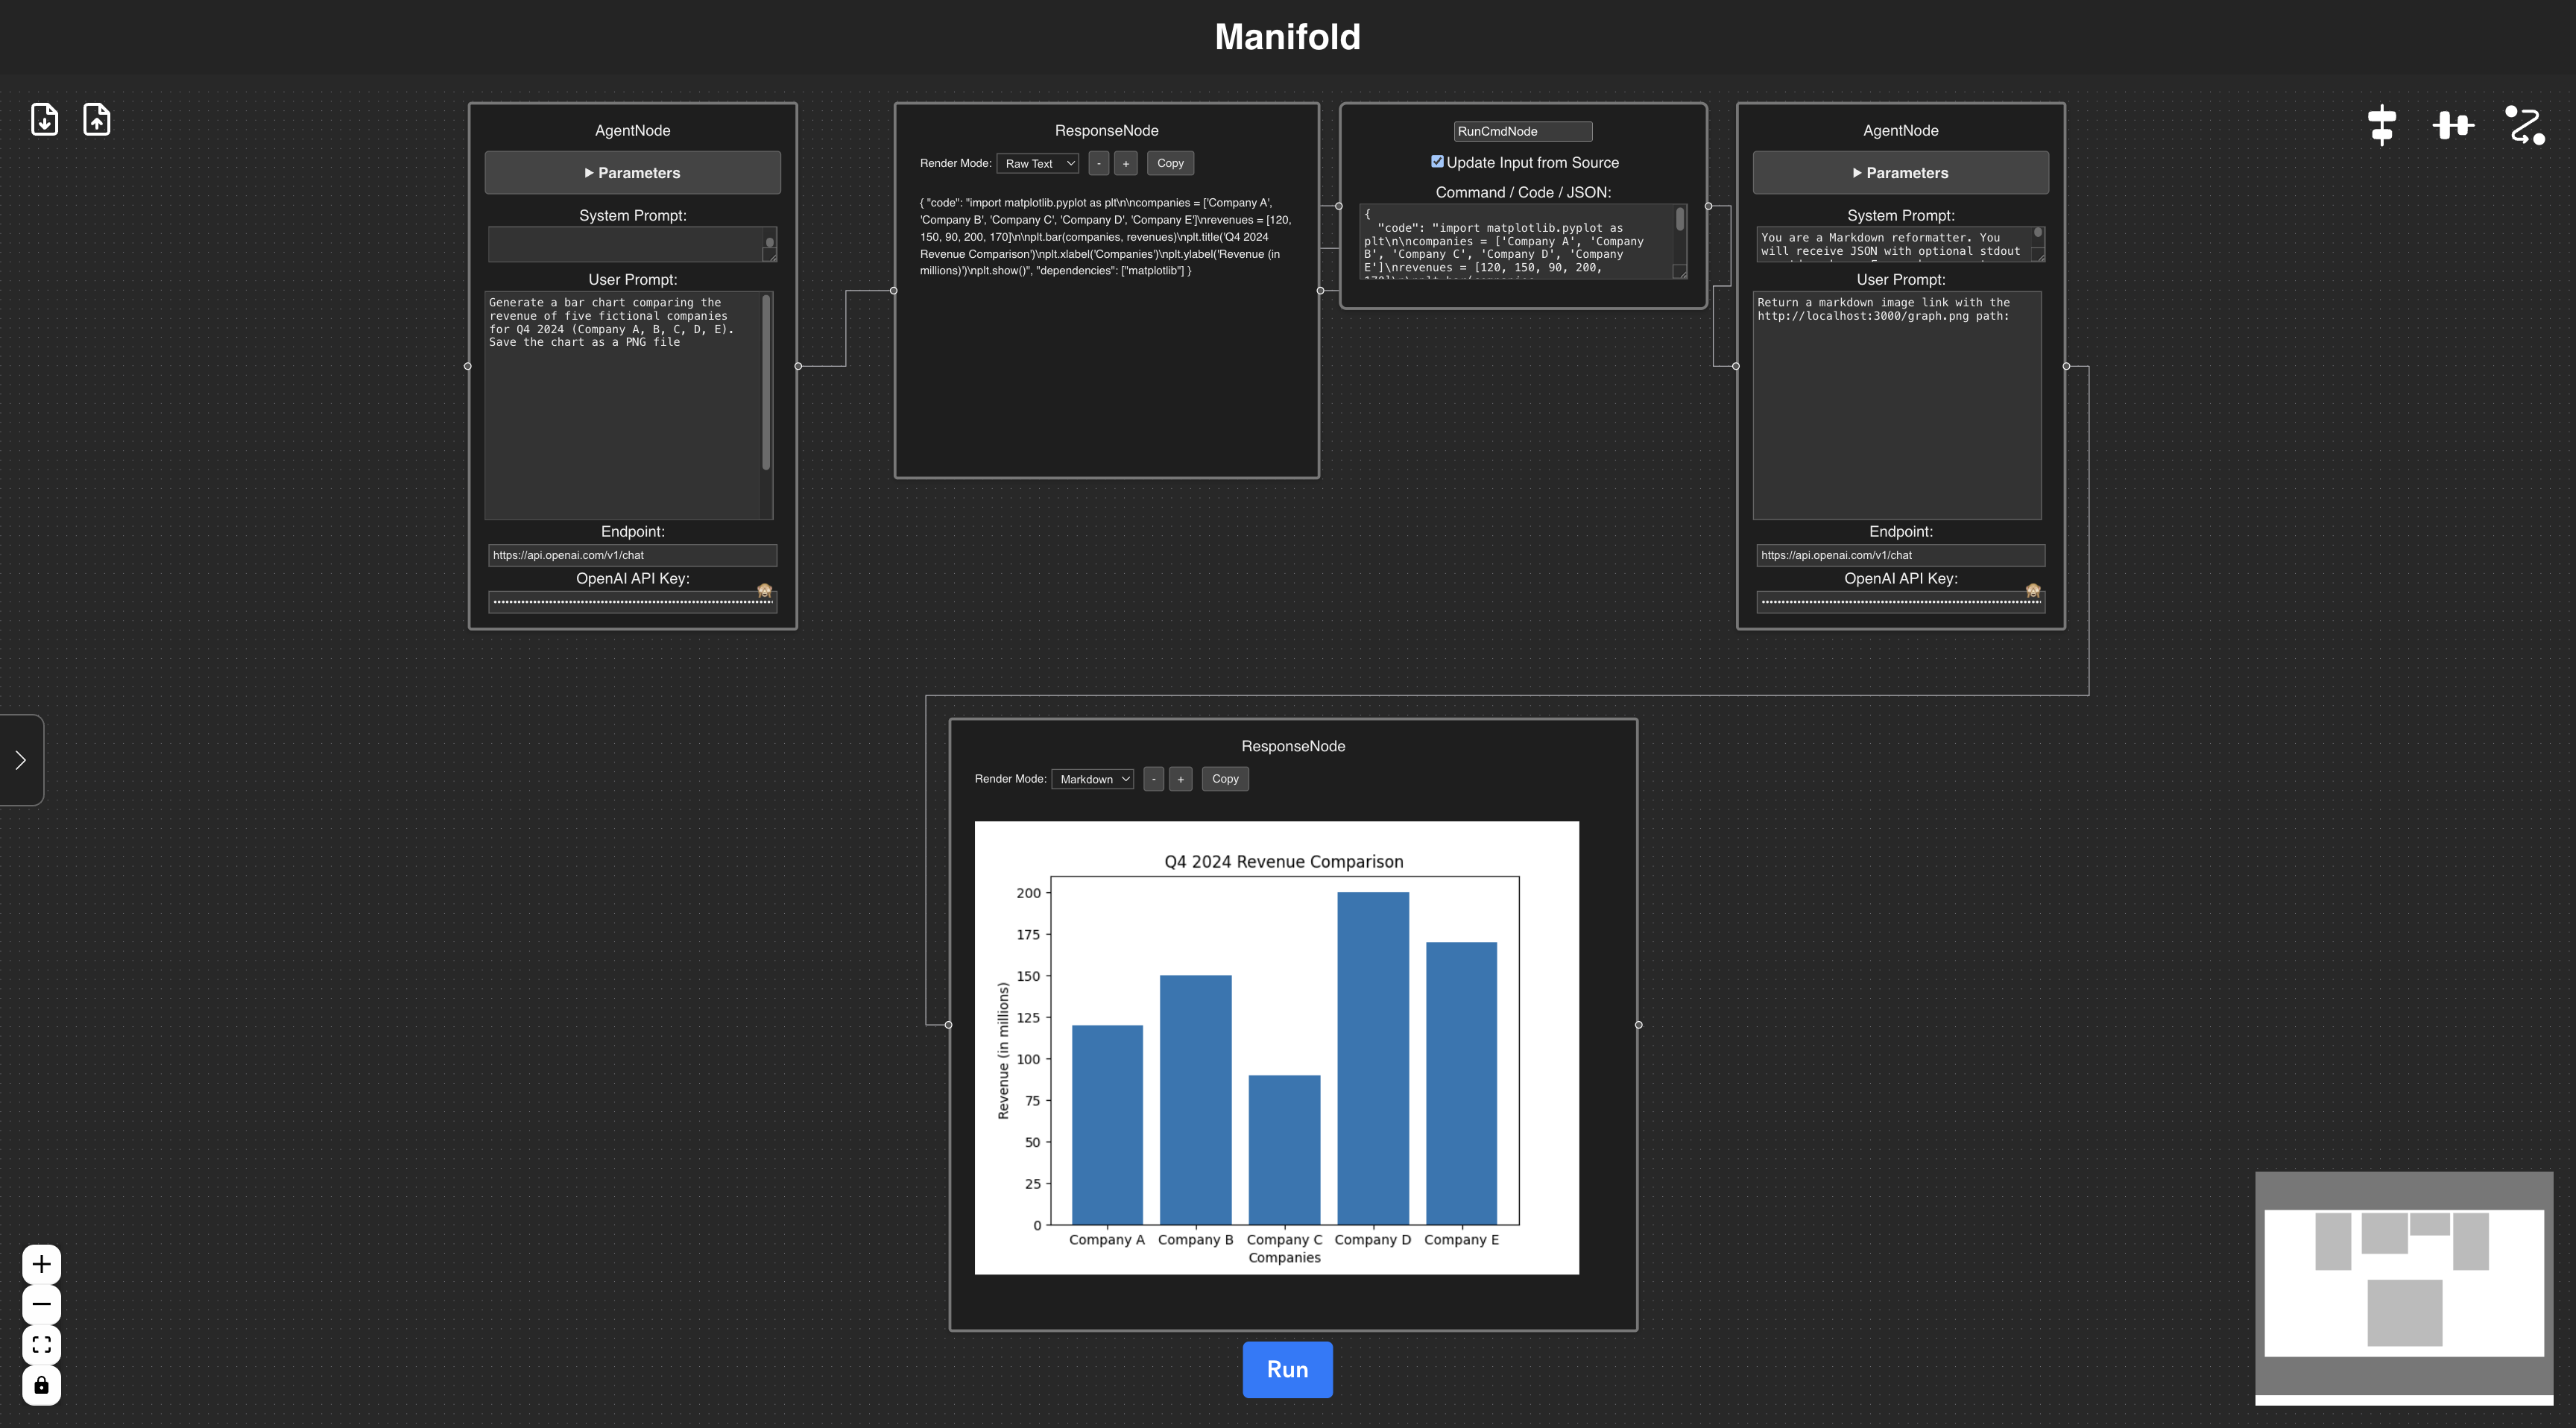 Manifold
AgentNode
▶ Parameters
System Prompt:
User Prompt:
Generate a bar chart comparing the
revenue of five fictional companies
for Q4 2024 (Company A, B, C, D, E).
Save the chart as a PNG file
Endpoint:
https://api.openai.com/v1/chat
OpenAI API Key:
ResponseNode
Render Mode: Raw Text - + Copy
{ "code": "import matplotlib.pyplot as plt\n\ncompanies = ['Company A',
'Company B', 'Company C', 'Company D', 'Company E']\nrevenues = [120,
150, 90, 200, 170]\n\nplt.bar(companies, revenues)\nplt.title('Q4 2024
Revenue Comparison')\nplt.xlabel('Companies')\nplt.ylabel('Revenue (in
millions)')\nplt.show()", "dependencies": ["matplotlib"] }
RunCmdNode
Update Input from Source
Command / Code / JSON:
{
"code": "import matplotlib.pyplot as
plt\n\ncompanies = ['Company A', 'Company
B', 'Company C', 'Company D', 'Company
E']\nrevenues = [120, 150, 90, 200,
AgentNode
▶ Parameters
System Prompt:
You are a Markdown reformatter. You
will receive JSON with optional stdout
User Prompt:
Return a markdown image link with the
http://localhost:3000/graph.png path:
Endpoint:
https://api.openai.com/v1/chat
OpenAI API Key:
ResponseNode
Render Mode: Markdown - + Copy
Q4 2024 Revenue Comparison
Revenue (in millions)
200
175
150
125
100
75
50
25
0
Company A Company B Company C Company D Company E
Companies
Run